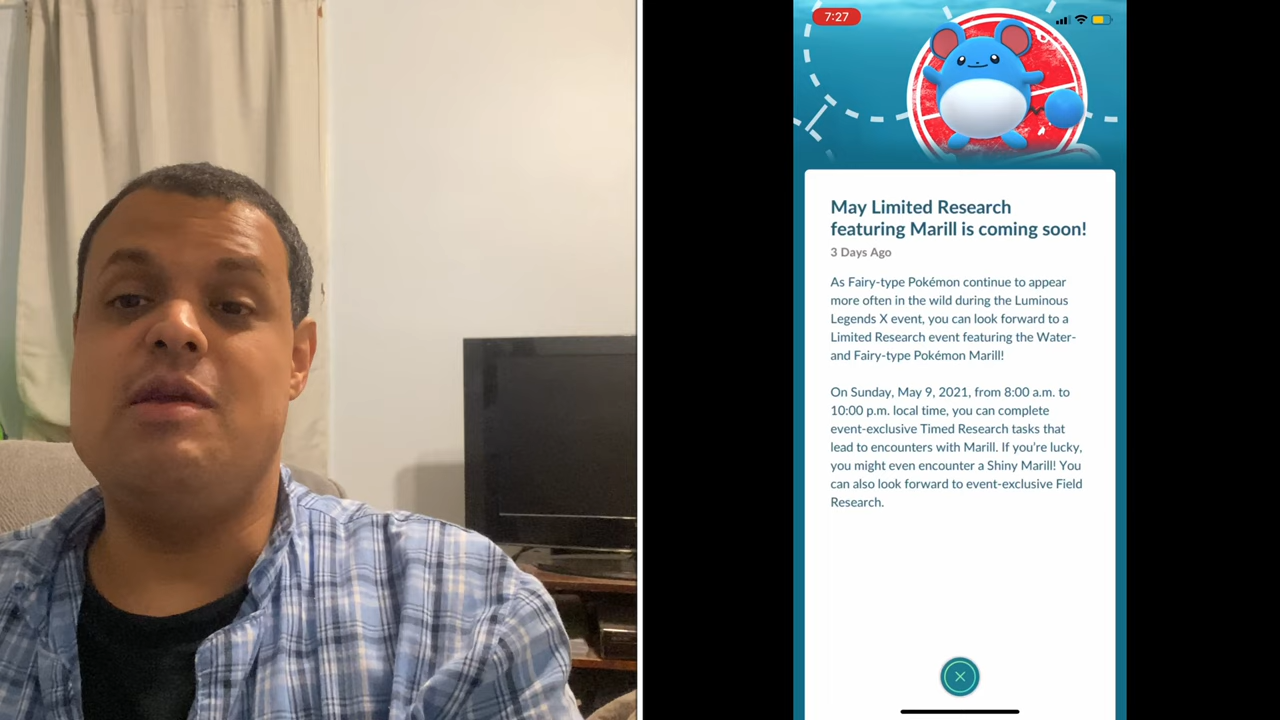 7:27
May Limited Research
featuring Marill is coming soon!
3 Days Ago
As Fairy-type Pokémon continue to appear
more often in the wild during the Luminous
Legends X event, you can look forward to a
Limited Research event featuring the Water-
and Fairy-type Pokémon Marill!
On Sunday, May 9, 2021, from 8:00 a.m. to
10:00 p.m. local time, you can complete
event-exclusive Timed Research tasks that
lead to encounters with Marill. If you're lucky,
you might even encounter a Shiny Marill! You
can also look forward to event-exclusive Field
Research.